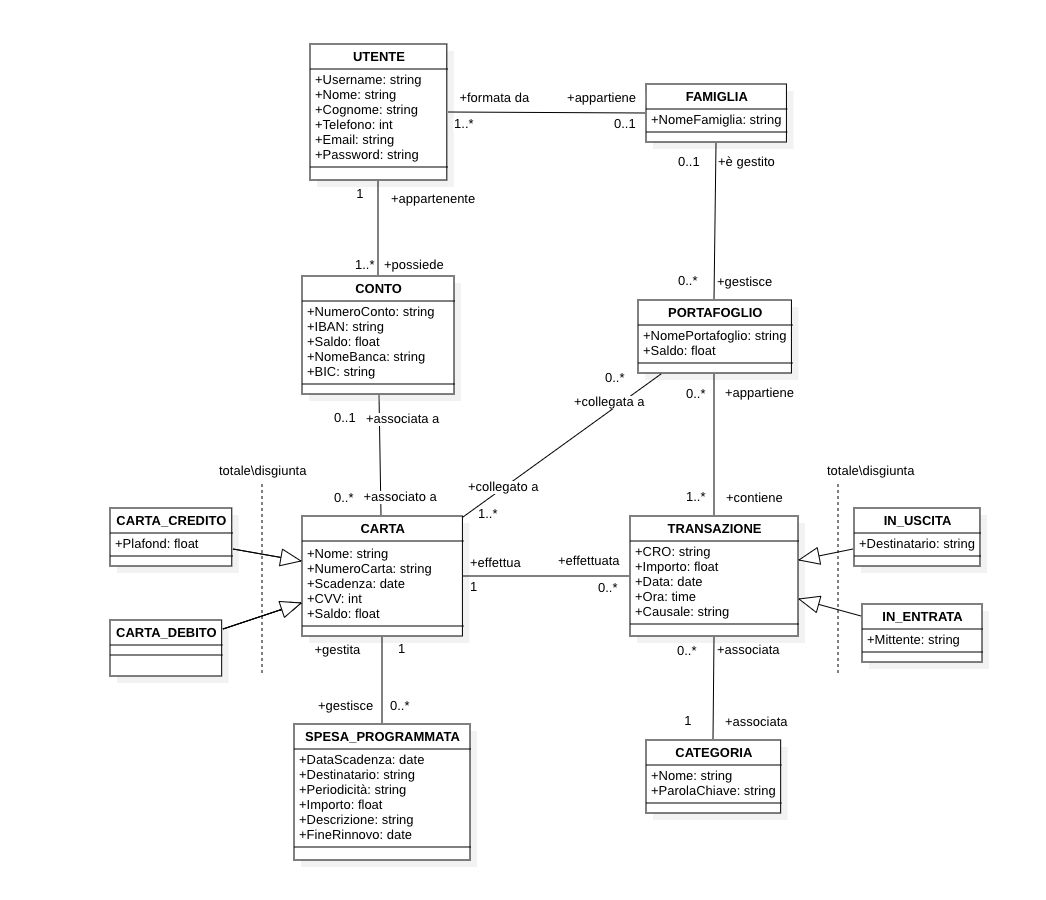 UTENTE
+Username: string
+Nome: string
+Cognome: string
+Telefono: int
+Email: string
+Password: string
+formata da
+appartiene
1..*
0..1
FAMIGLIA
+NomeFamiglia: string
1
+appartenente
0..1
+è gestito
1..*
+possiede
0..*
+gestisce
CONTO
+NumeroConto: string
+IBAN: string
+Saldo: float
+NomeBanca: string
+BIC: string
PORTAFOGLIO
+NomePortafoglio: string
+Saldo: float
0..*
+collegata a
0..*
+appartiene
0..1
+associata a
totale\disgiunta
totale\disgiunta
+collegato a
1..*
0..*
+associato a
1..*
+contiene
CARTA_CREDITO
+Plafond: float
CARTA
+Nome: string
+NumeroCarta: string
+Scadenza: date
+CVV: int
+Saldo: float
+effettua
1
+effettuata
0..*
TRANSAZIONE
+CRO: string
+Importo: float
+Data: date
+Ora: time
+Causale: string
IN_USCITA
+Destinatario: string
CARTA_DEBITO
IN_ENTRATA
+Mittente: string
+gestita
1
0..*
+associata
+gestisce
0..*
1
+associata
SPESA_PROGRAMMATA
+DataScadenza: date
+Destinatario: string
+Periodicità: string
+Importo: float
+Descrizione: string
+FineRinnovo: date
CATEGORIA
+Nome: string
+ParolaChiave: string